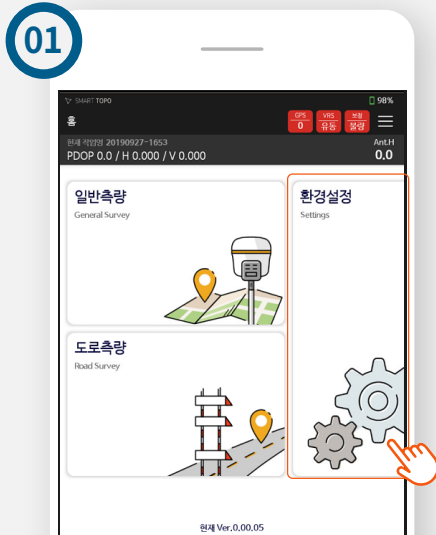 01
SMART TOPO
98%
홈
GPS
0
VRS
유동
보정
불량
현재 작업명 20190927-1653
PDOP 0.0 / H 0.000 / V 0.000
Ant.H
0.0
일반측량
General Survey
환경설정
Settings
도로측량
Road Survey
현재 Ver.0.00.05